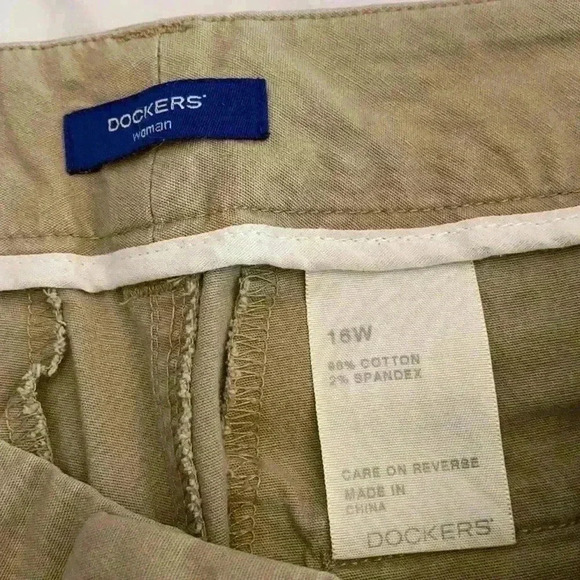 DOCKERS®
woman
16W
98% COTTON
2% SPANDEX
CARE ON REVERSE
MADE IN
CHINA
DOCKERS®